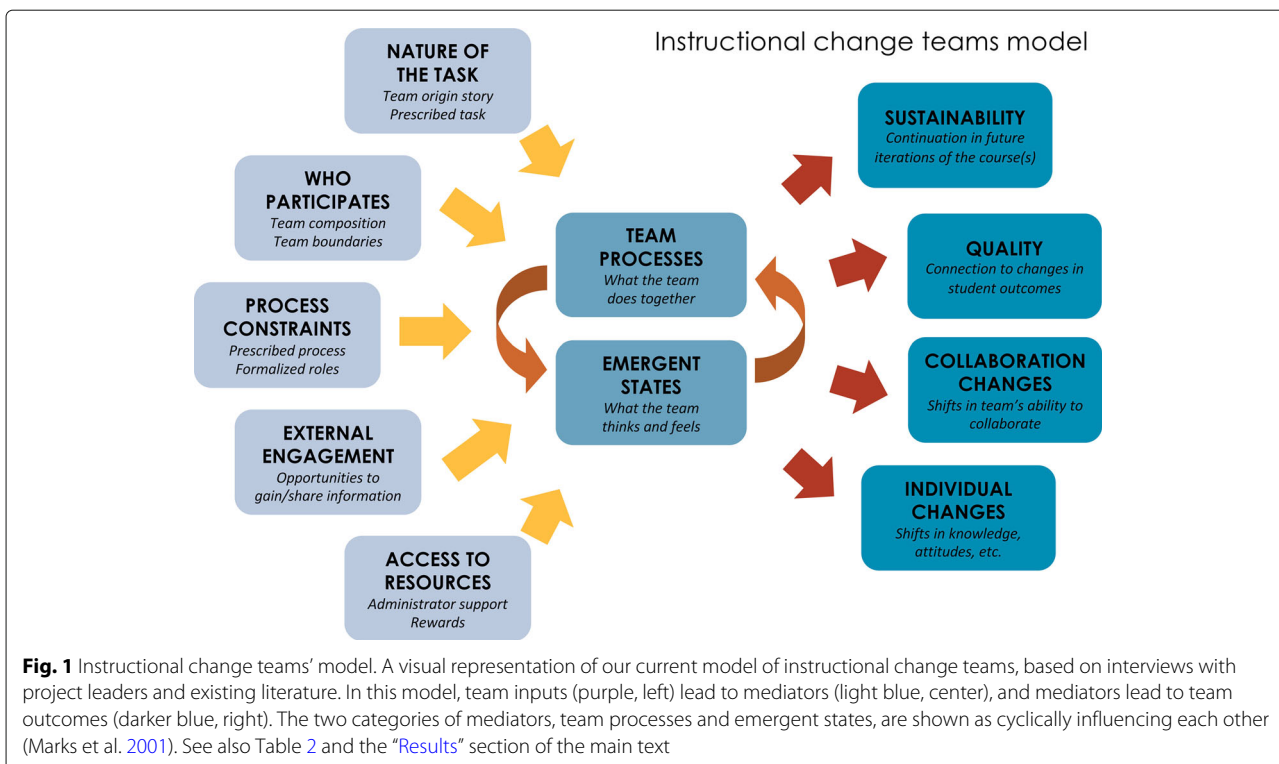 Instructional change teams model
NATURE OF
THE TASK
Team origin story
Prescribed task
WHO
PARTICIPATES
Team composition
Team boundaries
PROCESS
CONSTRAINTS
Prescribed process
Formalized roles
EXTERNAL
ENGAGEMENT
Opportunities to
gain/share information
ACCESS TO
RESOURCES
Administrator support
Rewards
TEAM
PROCESSES
What the team
does together
EMERGENT
STATES
What the team
thinks and feels
SUSTAINABILITY
Continuation in future
iterations of the course(s)
QUALITY
Connection to changes in
student outcomes
COLLABORATION
CHANGES
Shifts in team's ability to
collaborate
INDIVIDUAL
CHANGES
Shifts in knowledge,
attitudes, etc.
Fig. 1 Instructional change teams' model. A visual representation of our current model of instructional change teams, based on interviews with
project leaders and existing literature. In this model, team inputs (purple, left) lead to mediators (light blue, center), and mediators lead to team
outcomes (darker blue, right). The two categories of mediators, team processes and emergent states, are shown as cyclically influencing each other
(Marks et al. 2001). See also Table 2 and the "Results" section of the main text